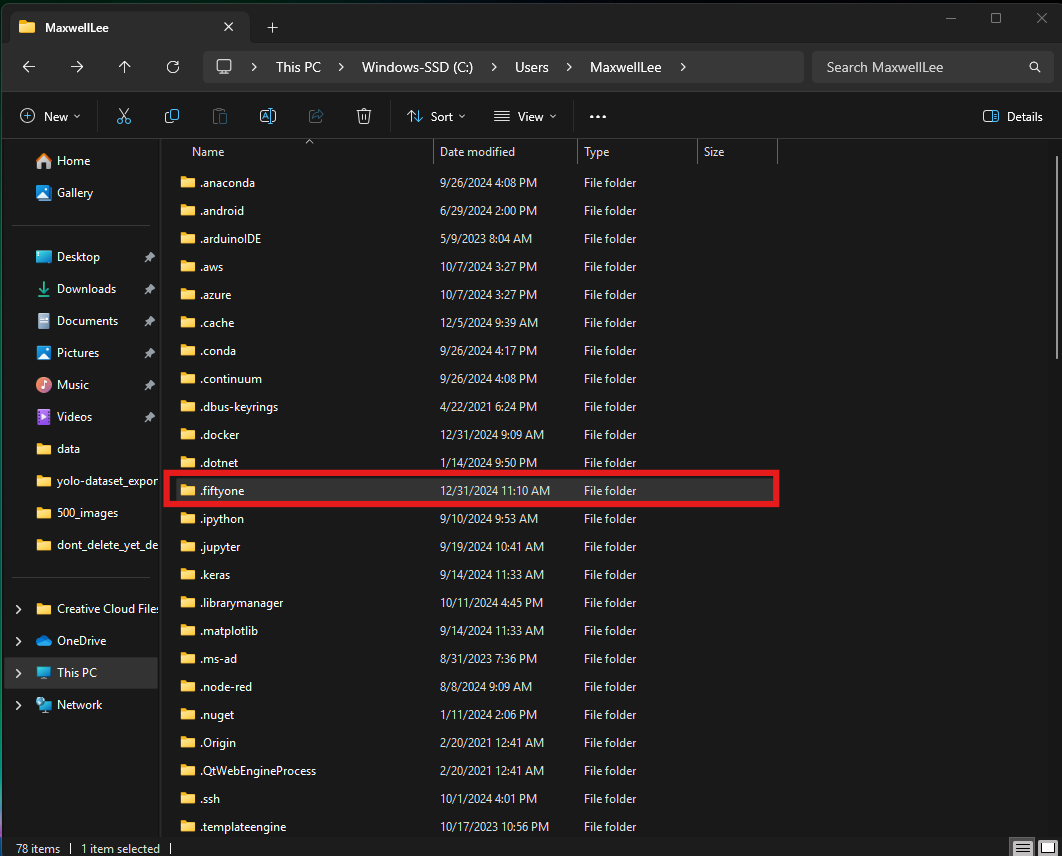 MaxwellLee
This PC > Windows-SSD (C:) > Users > MaxwellLee >
Search MaxwellLee
New Sort View ... Details
Home
Gallery
Desktop
Downloads
Documents
Pictures
Music
Videos
data
yolo-dataset_expor
500_images
dont_delete_yet_de
Creative Cloud Files
OneDrive
This PC
Network
Name Date modified Type Size
.anaconda 9/26/2024 4:08 PM File folder
.android 6/29/2024 2:00 PM File folder
.arduinoIDE 5/9/2023 8:04 AM File folder
.aws 10/7/2024 3:27 PM File folder
.azure 10/7/2024 3:27 PM File folder
.cache 12/5/2024 9:39 AM File folder
.conda 9/26/2024 4:17 PM File folder
.continuum 9/26/2024 4:08 PM File folder
.dbus-keyrings 4/22/2021 6:24 PM File folder
.docker 12/31/2024 9:09 AM File folder
.dotnet 1/14/2024 9:50 PM File folder
.fiftyone 12/31/2024 11:10 AM File folder
.ipython 9/10/2024 9:53 AM File folder
.jupyter 9/19/2024 10:41 AM File folder
.keras 9/14/2024 11:33 AM File folder
.librarymanager 10/11/2024 4:45 PM File folder
.matplotlib 9/14/2024 11:33 AM File folder
.ms-ad 8/31/2023 7:36 PM File folder
.node-red 8/8/2024 9:09 AM File folder
.nuget 1/11/2024 2:06 PM File folder
.Origin 2/20/2021 12:41 AM File folder
.QtWebEngineProcess 2/20/2021 12:41 AM File folder
.ssh 10/1/2024 4:01 PM File folder
.templateengine 10/17/2023 10:56 PM File folder
78 items | 1 item selected |